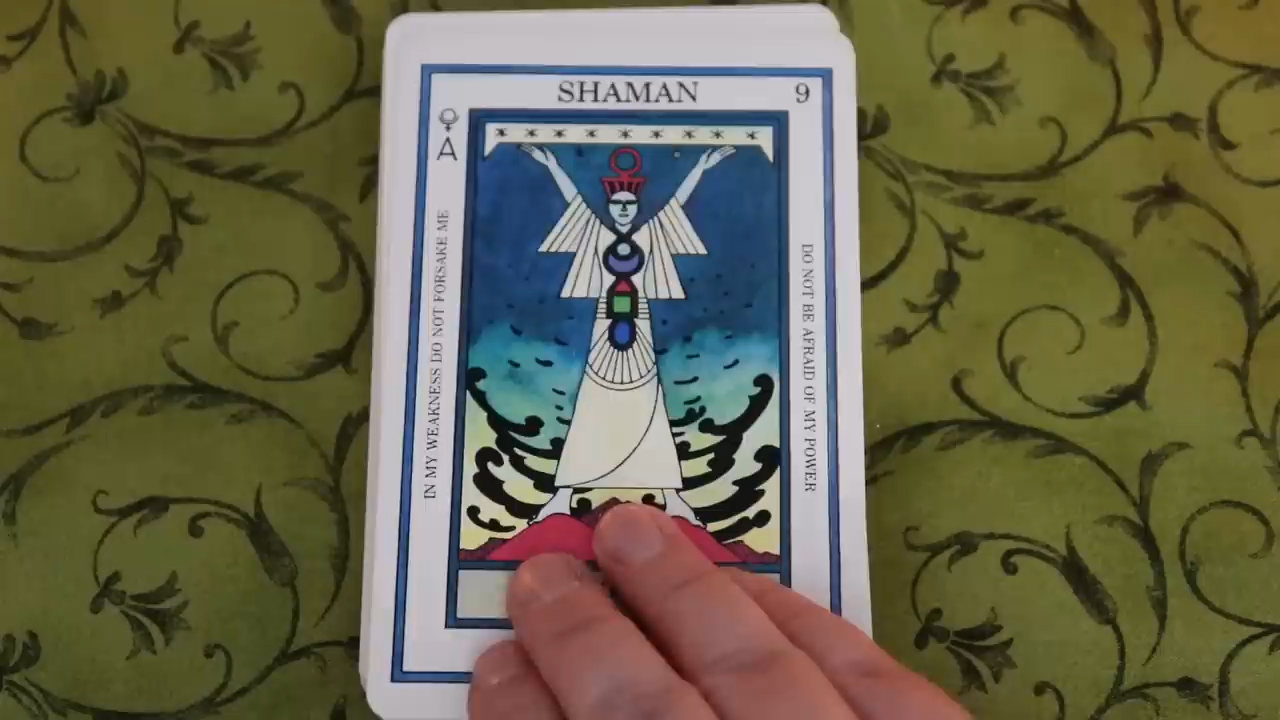 SHAMAN
9
A
IN MY WEAKNESS DO NOT FORSAKE ME
DO NOT BE AFRAID OF MY POWER